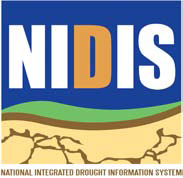 NIDIS
NATIONAL INTEGRATED DROUGHT INFORMATION SYSTEM